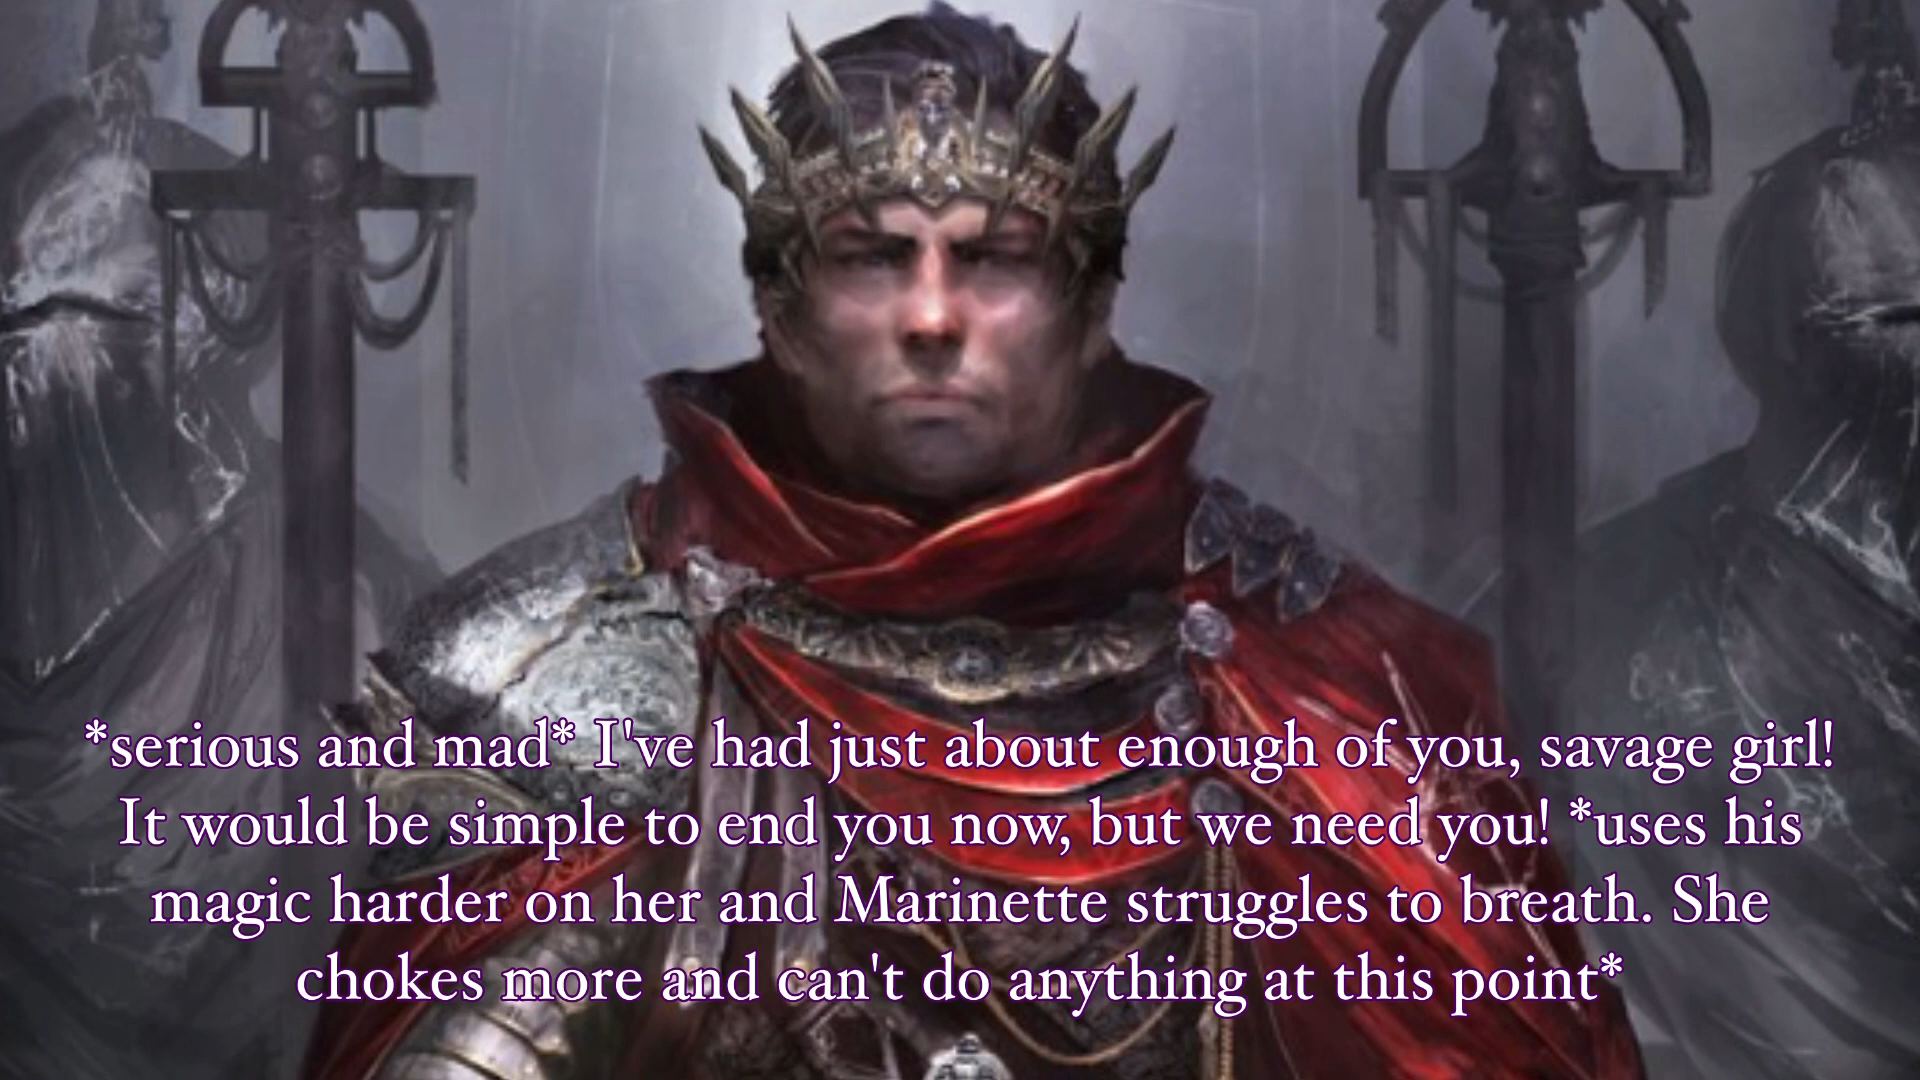 *serious and mad* I've had just about enough of you, savage girl!
It would be simple to end you now, but we need you! *uses his
magic harder on her and Marinette struggles to breath. She
chokes more and can't do anything at this point*